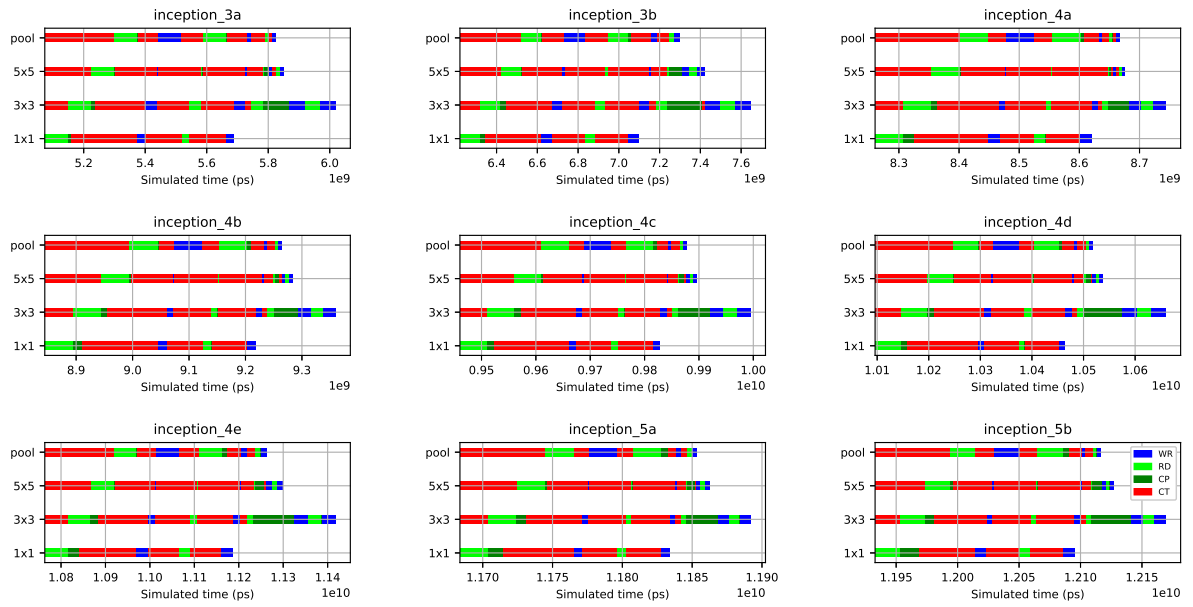 inception_3a
pool
5x5
3x3
1x1
5.2 5.4 5.6 5.8 6.0
Simulated time (ps)
1e9
inception_3b
pool
5x5
3x3
1x1
6.4 6.6 6.8 7.0 7.2 7.4 7.6
Simulated time (ps)
1e9
inception_4a
pool
5x5
3x3
1x1
8.3 8.4 8.5 8.6 8.7
Simulated time (ps)
1e9
inception_4b
pool
5x5
3x3
1x1
8.9 9.0 9.1 9.2 9.3
Simulated time (ps)
1e9
inception_4c
pool
5x5
3x3
1x1
0.95 0.96 0.97 0.98 0.99 1.00
Simulated time (ps)
1e10
inception_4d
pool
5x5
3x3
1x1
1.01 1.02 1.03 1.04 1.05 1.06
Simulated time (ps)
1e10
inception_4e
pool
5x5
3x3
1x1
1.08 1.09 1.10 1.11 1.12 1.13 1.14
Simulated time (ps)
1e10
inception_5a
pool
5x5
3x3
1x1
1.170 1.175 1.180 1.185 1.190
Simulated time (ps)
1e10
inception_5b
pool
5x5
3x3
1x1
WR
RD
CP
CT
1.195 1.200 1.205 1.210 1.215
Simulated time (ps)
1e10